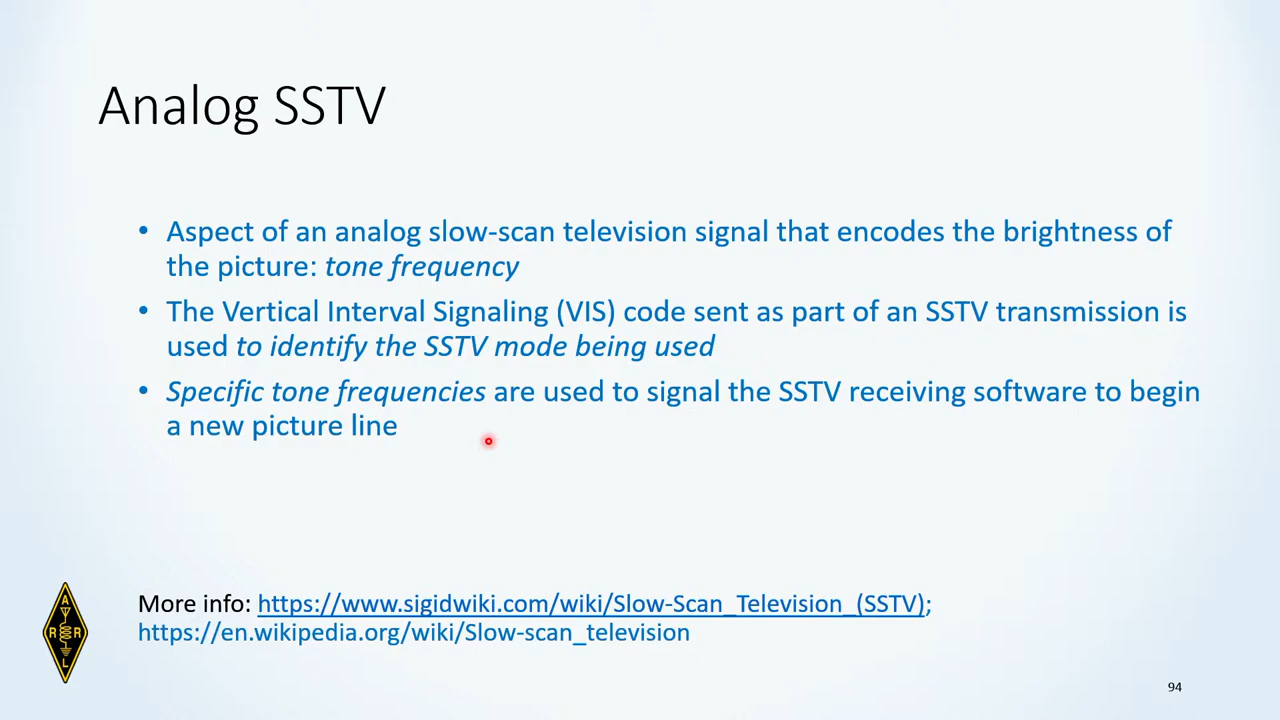 Analog SSTV
• Aspect of an analog slow-scan television signal that encodes the brightness of
the picture: tone frequency
• The Vertical Interval Signaling (VIS) code sent as part of an SSTV transmission is
used to identify the SSTV mode being used
• Specific tone frequencies are used to signal the SSTV receiving software to begin
a new picture line
More info: https://www.sigidwiki.com/wiki/Slow-Scan_Television_(SSTV);
https://en.wikipedia.org/wiki/Slow-scan_television
A
R R
L
94